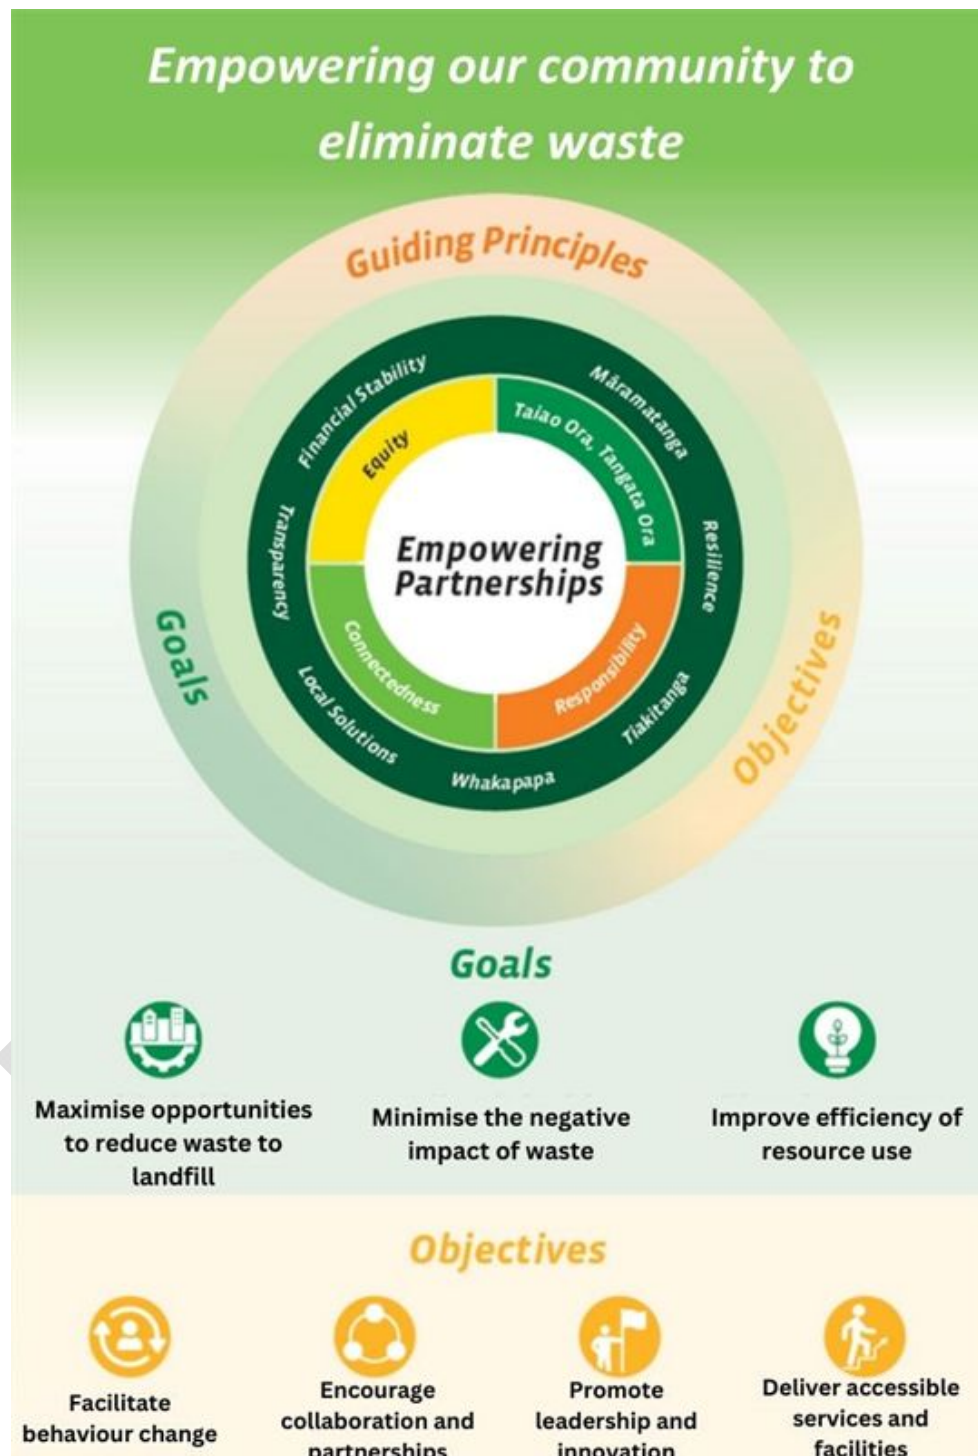 Empowering our community to
eliminate waste
Guiding Principles
Goals
Objectives
Financial Stability
Māramatanga
Resilience
Tiakitanga
Whakapapa
Local Solutions
Transparency
Equity
Taiao Ora, Tangata Ora
Responsibility
Connectedness
Empowering
Partnerships
Goals
Maximise opportunities
to reduce waste to
landfill
Minimise the negative
impact of waste
Improve efficiency of
resource use
Objectives
Facilitate
behaviour change
Encourage
collaboration and
partnerships
Promote
leadership and
innovation
Deliver accessible
services and
facilities